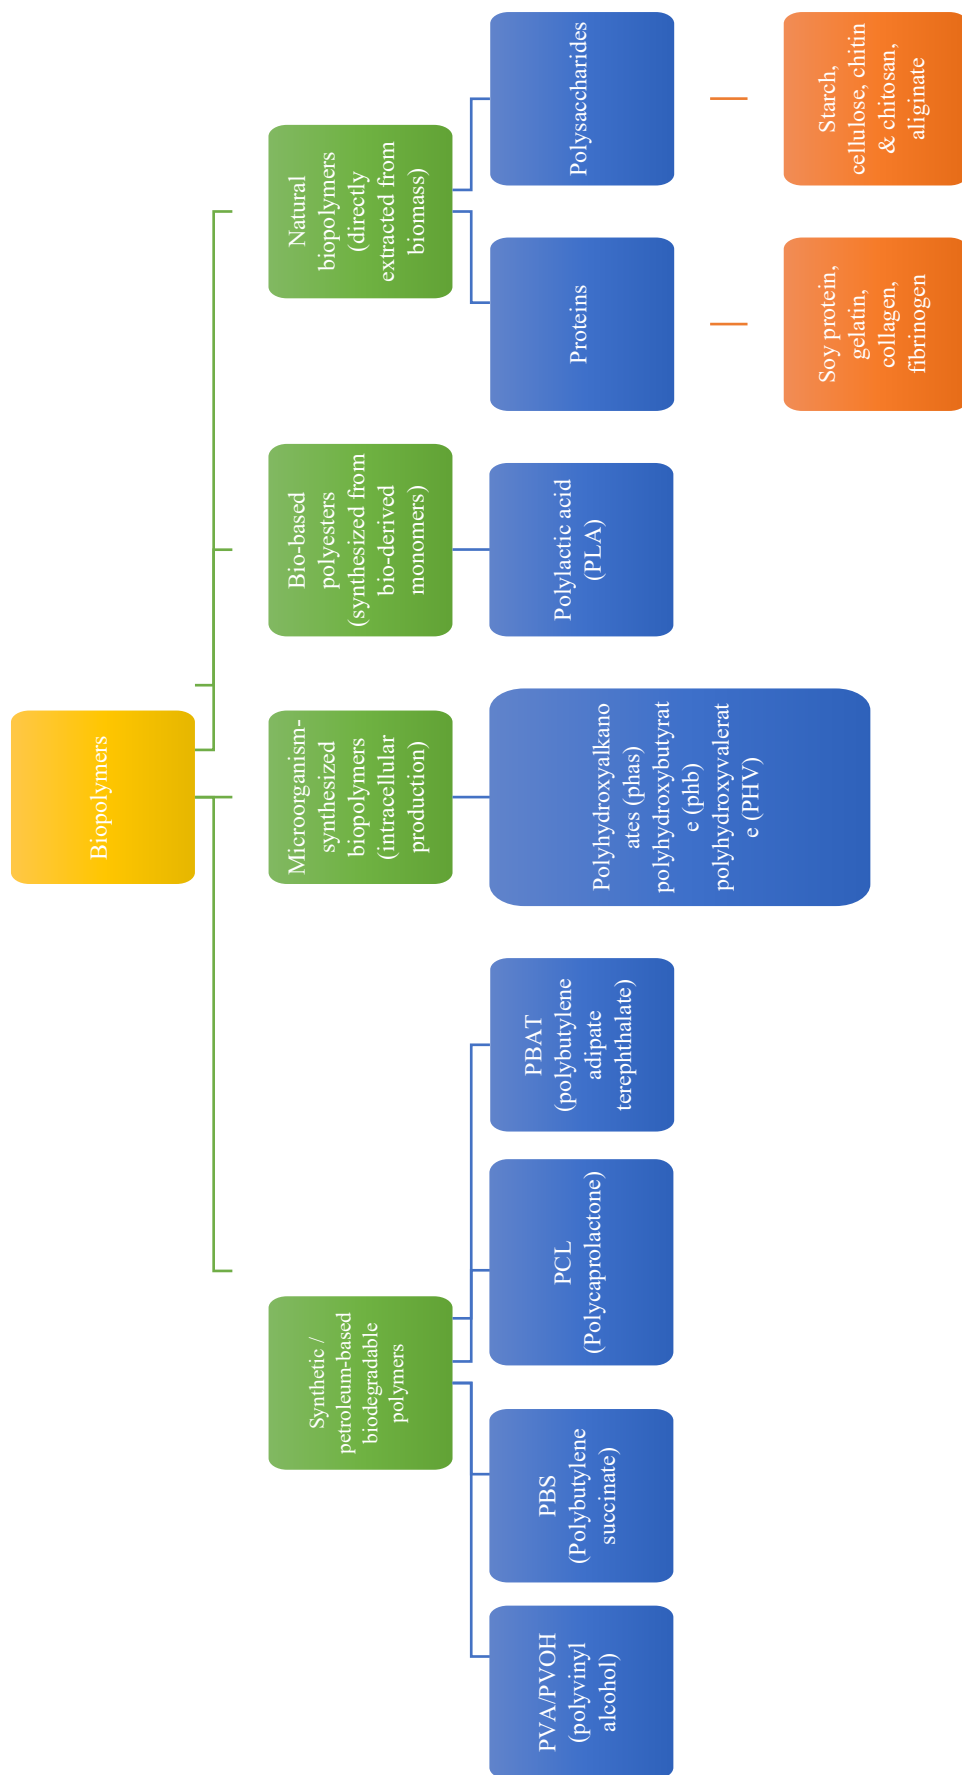 Biopolymers
Synthetic /
petroleum-based
biodegradable
polymers
Microorganism-
synthesized
biopolymers
(intracellular
production)
Bio-based
polyesters
(synthesized from
bio-derived
monomers)
Natural
biopolymers
(directly
extracted from
biomass)
PVA/PVOH
(polyvinyl
alcohol)
PBS
(Polybutylene
succinate)
PCL
(Polycaprolactone)
PBAT
(polybutylene
adipate
terephthalate)
Polyhydroxyalkano
ates (phas)
polyhydroxybutyrat
e (phb)
polyhydroxyvalerat
e (PHV)
Polylactic acid
(PLA)
Proteins
Polysaccharides
Soy protein,
gelatin,
collagen,
fibrinogen
Starch,
cellulose, chitin
& chitosan,
aliginate